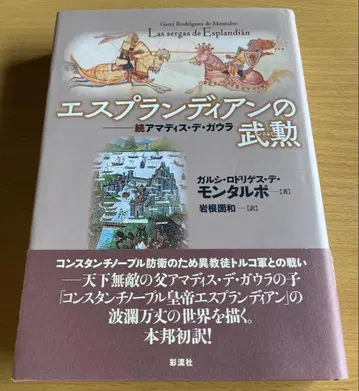 Garci Rodríguez de Montalvo
Las sergas de Esplandián
エスプランディアンの
武勲
続アマディス・デ・ガウラ
ガルシ・ロドリゲス・デ・
モンタルボ―[著]
岩根圀和―[訳]
コンスタンチノープル防衛のため異教徒トルコ軍との戦い
――天下無敵の父アマディス・デ・ガウラの子
「コンスタンチノープル皇帝エスプランディアン」の
波瀾万丈の世界を描く。
本邦初訳!
彩流社